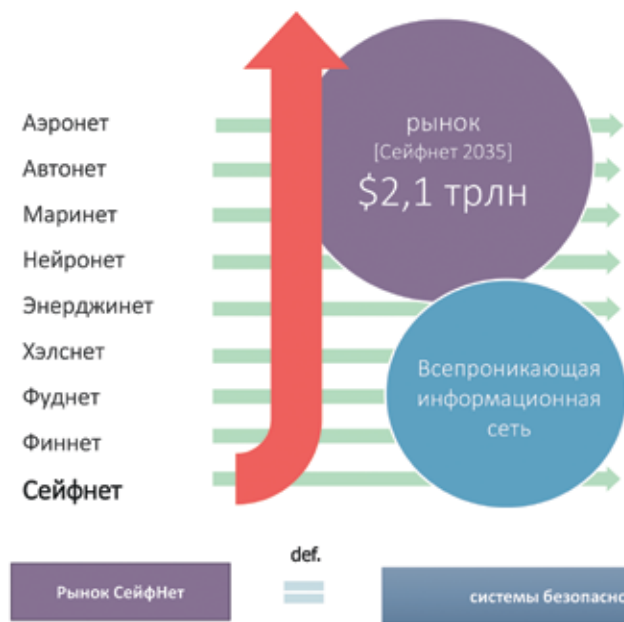 Аэронет
Автонет
Маринет
Нейронет
Энерджинет
Хэлснет
Фуднет
Финнет
Сейфнет
рынок
[Сейфнет 2035]
$2,1 трлн
Всепроникающая
информационная
сеть
def.
Рынок СейфНет
системы